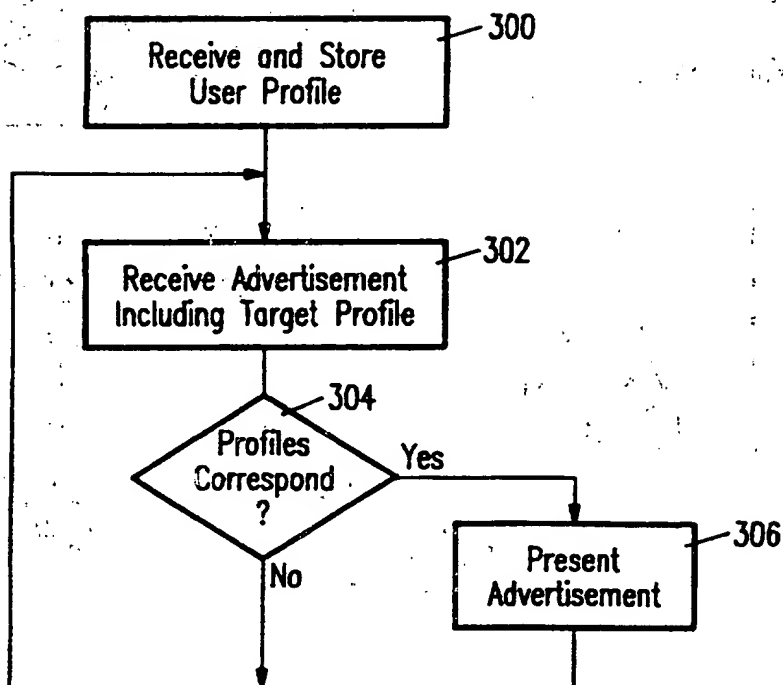 300
Receive and Store
User Profile
302
Receive Advertisement
Including Target Profile
304
Profiles
Correspond
?
Yes
306
Present
Advertisement
No